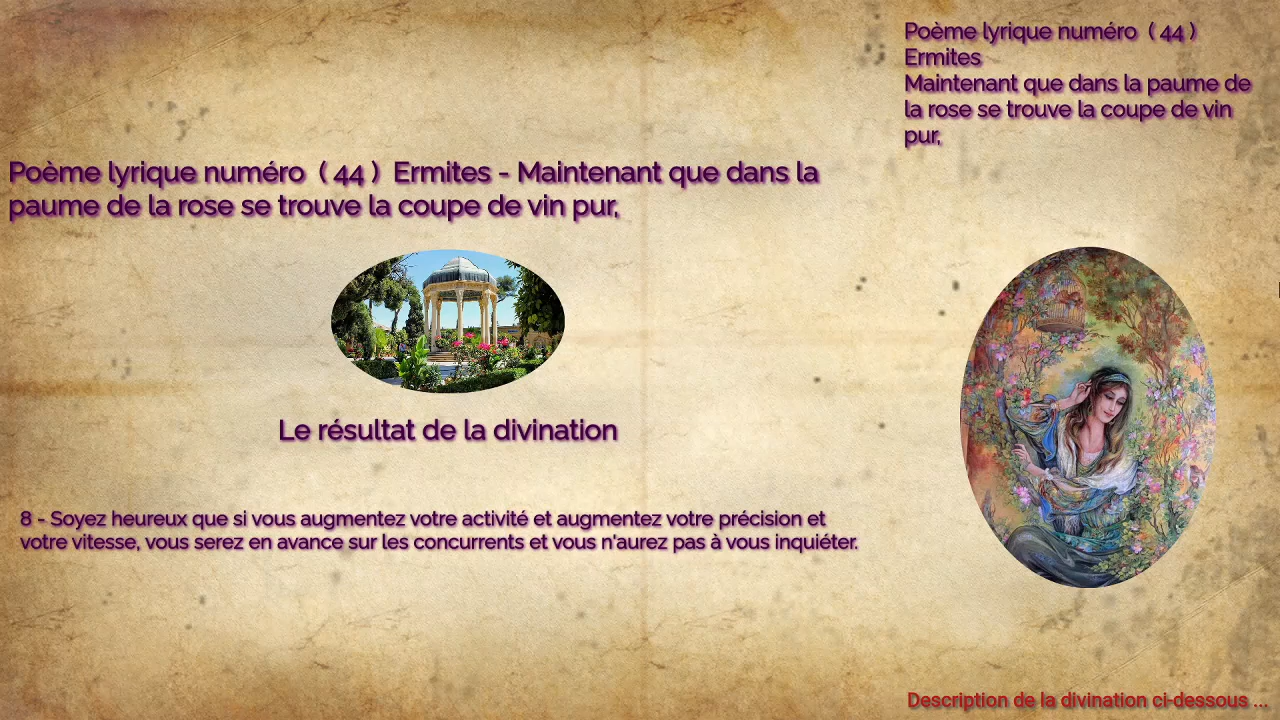 Poème lyrique numéro  ( 44 )
Ermites
Maintenant que dans la paume de
la rose se trouve la coupe de vin
pur,
Poème lyrique numéro  ( 44 )  Ermites - Maintenant que dans la
paume de la rose se trouve la coupe de vin pur,
Le résultat de la divination
8 - Soyez heureux que si vous augmentez votre activité et augmentez votre précision et
votre vitesse, vous serez en avance sur les concurrents et vous n'aurez pas à vous inquiéter.
Description de la divination ci-dessous ...